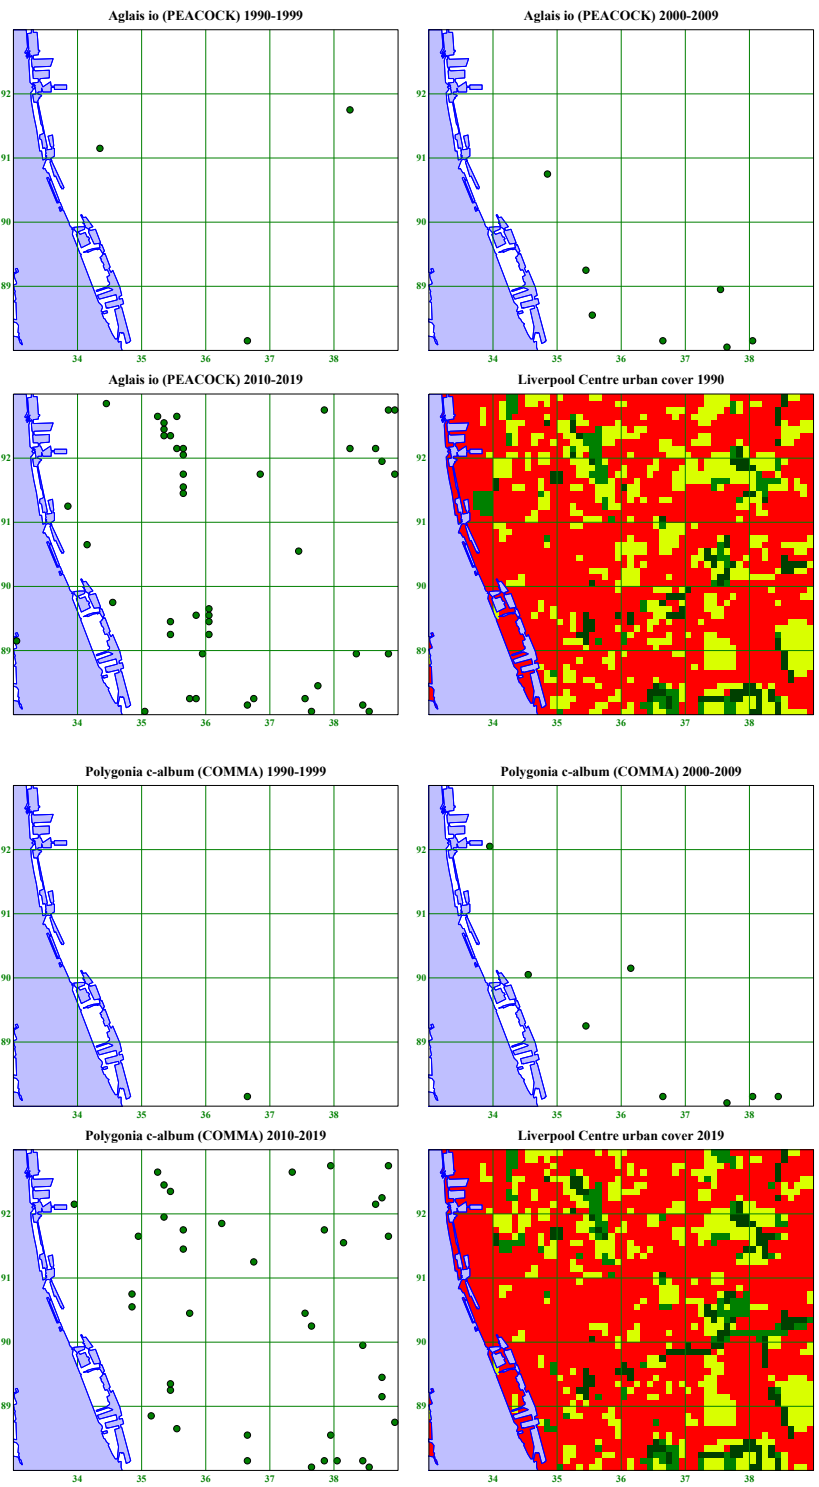 Aglais io (PEACOCK) 1990-1999
Aglais io (PEACOCK) 2000-2009
92
91
90
89
34 35 36 37 38
92
91
90
89
34 35 36 37 38
Aglais io (PEACOCK) 2010-2019
Liverpool Centre urban cover 1990
92
91
90
89
34 35 36 37 38
92
91
90
89
34 35 36 37 38
Polygonia c-album (COMMA) 1990-1999
Polygonia c-album (COMMA) 2000-2009
92
91
90
89
34 35 36 37 38
92
91
90
89
34 35 36 37 38
Polygonia c-album (COMMA) 2010-2019
Liverpool Centre urban cover 2019
92
91
90
89
34 35 36 37 38
92
91
90
89
34 35 36 37 38